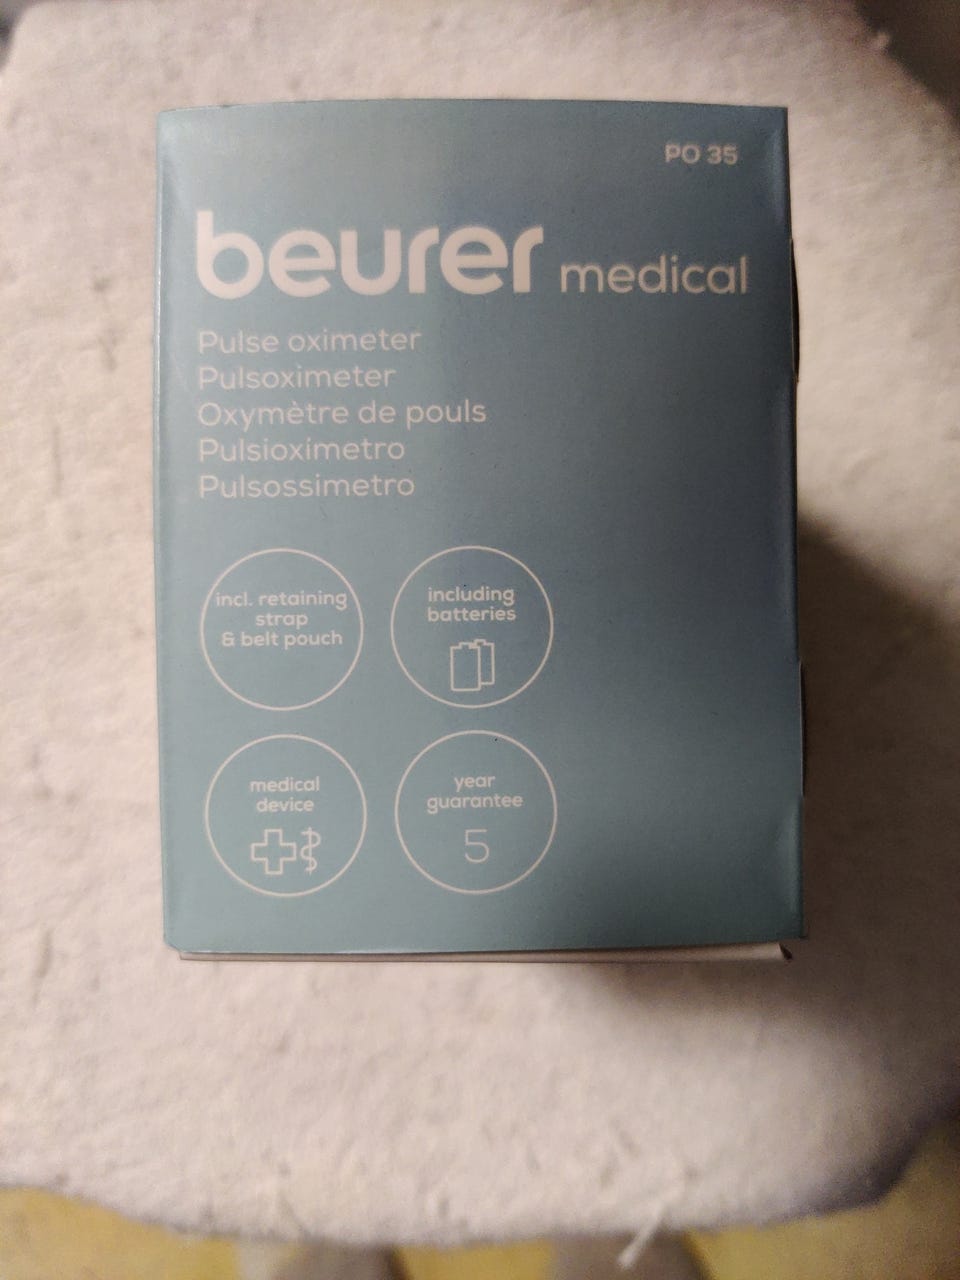 PO 35
beurer medical
Pulse oximeter
Pulsoximeter
Oxymètre de pouls
Pulsioxímetro
Pulsossimetro
incl. retaining
strap
& belt pouch
including
batteries
medical
device
year
guarantee
5